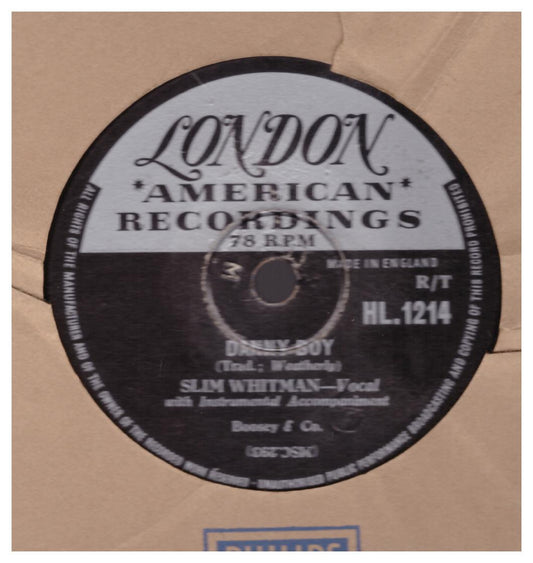 LONDON
*AMERICAN*
RECORDINGS
78 R.P.M
M
MADE IN ENGLAND
R/T
HL.1214
DANNY BOY
(Trad.; Weatherly)
SLIM WHITMAN—Vocal
with Instrumental Accompaniment
Boosey & Co.
ALL RIGHTS OF THE MANUFACTURER AND OF THE OWNER OF THE RECORDED WORK RESERVED - UNAUTHORISED PUBLIC PERFORMANCE BROADCASTING AND COPYING OF THIS RECORD PROHIBITED
PHILIPS